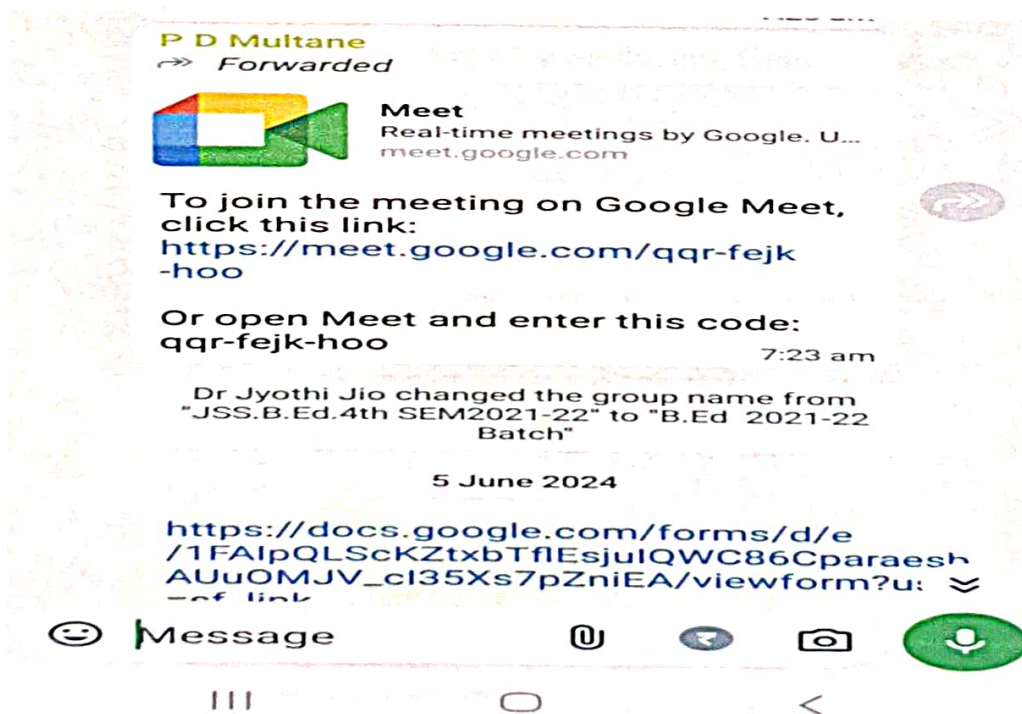 P D Multane
Forwarded
Meet
Real-time meetings by Google. U...
meet.google.com
To join the meeting on Google Meet,
click this link:
https://meet.google.com/qqr-fejk
-hoo
Or open Meet and enter this code:
qqr-fejk-hoo
7:23 am
Dr Jyothi Jio changed the group name from
"JSS.B.Ed.4th SEM2021-22" to "B.Ed 2021-22
Batch"
5 June 2024
https://docs.google.com/forms/d/e
/1FAIpQLScKZtxbTflEsjuIQWC86Cparaesh
AUuOMJV_cI35Xs7pZniEA/viewform?u
Message